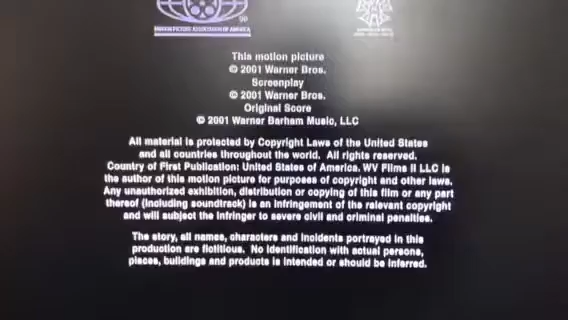 MOTION PICTURE ASSOCIATION OF AMERICA
This motion picture
© 2001 Warner Bros.
Screenplay
© 2001 Warner Bros.
Original Score
© 2001 Warner Barham Music, LLC
All material is protected by Copyright Laws of the United States
and all countries throughout the world. All rights reserved.
Country of First Publication: United States of America. WV Films II LLC is
the author of this motion picture for purposes of copyright and other laws.
Any unauthorized exhibition, distribution or copying of this film or any part
thereof (including soundtrack) is an infringement of the relevant copyright
and will subject the infringer to severe civil and criminal penalties.
The story, all names, characters and incidents portrayed in this
production are fictitious. No identification with actual persons,
places, buildings and products is intended or should be inferred.